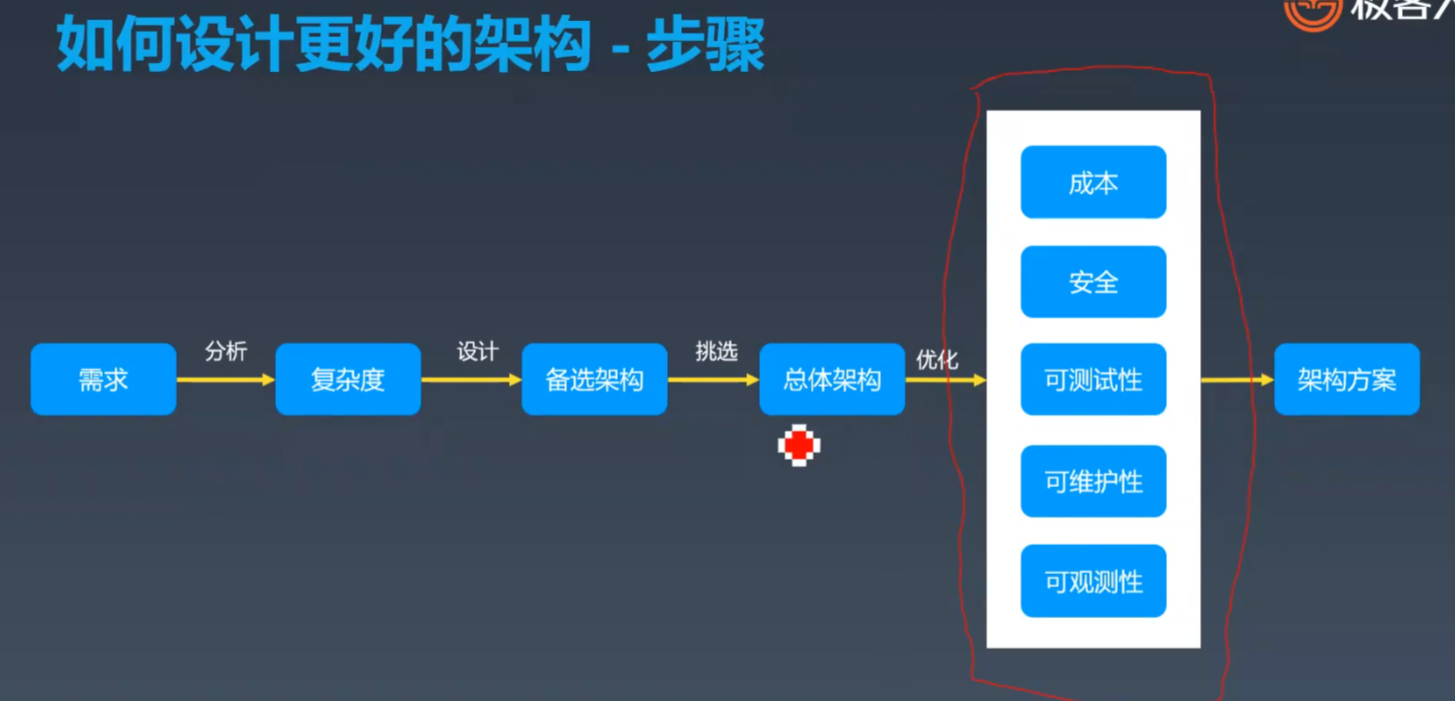 如何设计更好的架构 - 步骤
极客
成本
安全
分析
设计
挑选
优化
需求
复杂度
备选架构
总体架构
可测试性
架构方案
可维护性
可观测性